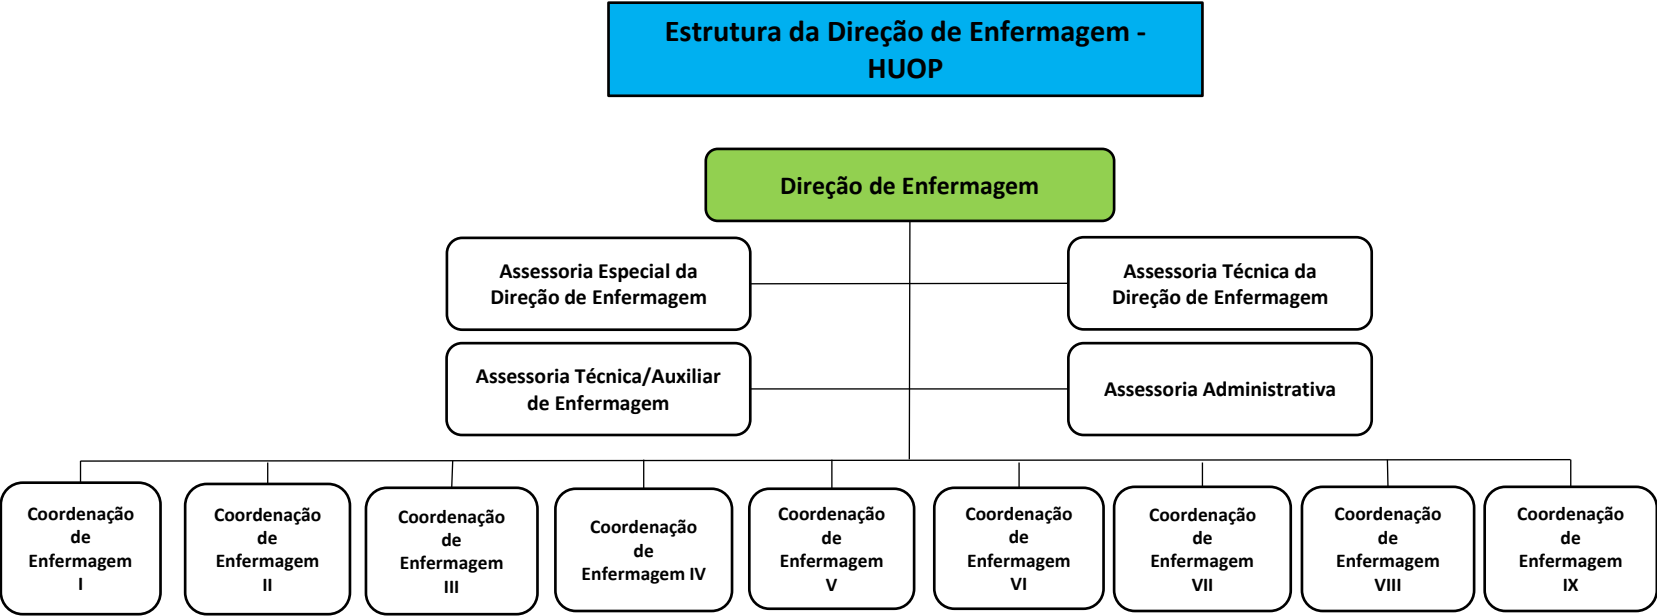 Estrutura da Direção de Enfermagem -
HUOP
Direção de Enfermagem
Assessoria Especial da
Direção de Enfermagem
Assessoria Técnica da
Direção de Enfermagem
Assessoria Técnica/Auxiliar
de Enfermagem
Assessoria Administrativa
Coordenação
de
Enfermagem
I
Coordenação
de
Enfermagem
II
Coordenação
de
Enfermagem
III
Coordenação
de
Enfermagem IV
Coordenação
de
Enfermagem
V
Coordenação
de
Enfermagem
VI
Coordenação
de
Enfermagem
VII
Coordenação
de
Enfermagem
VIII
Coordenação
de
Enfermagem
IX